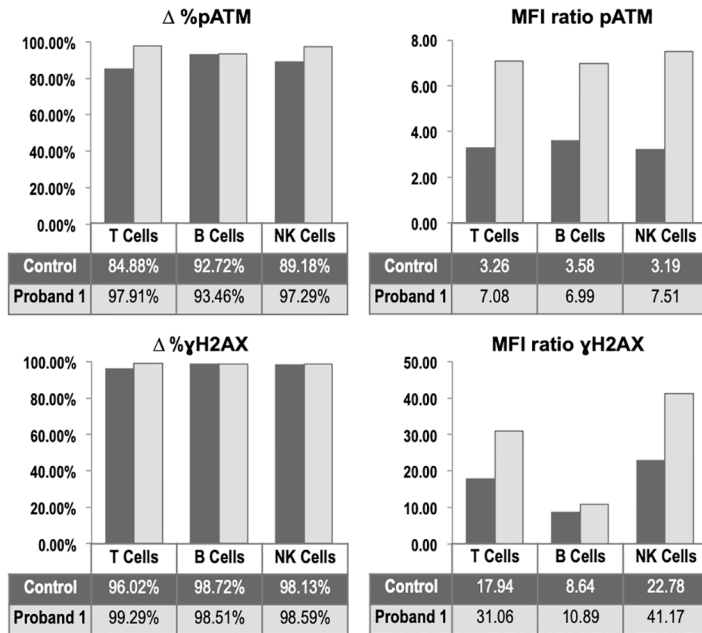 Δ %pATM
100.00%
80.00%
60.00%
40.00%
20.00%
0.00%
T Cells B Cells NK Cells
Control 84.88% 92.72% 89.18%
Proband 1 97.91% 93.46% 97.29%
MFI ratio pATM
8.00
6.00
4.00
2.00
0.00
T Cells B Cells NK Cells
Control 3.26 3.58 3.19
Proband 1 7.08 6.99 7.51
Δ %ɣH2AX
100.00%
80.00%
60.00%
40.00%
20.00%
0.00%
T Cells B Cells NK Cells
Control 96.02% 98.72% 98.13%
Proband 1 99.29% 98.51% 98.59%
MFI ratio ɣH2AX
50.00
40.00
30.00
20.00
10.00
0.00
T Cells B Cells NK Cells
Control 17.94 8.64 22.78
Proband 1 31.06 10.89 41.17